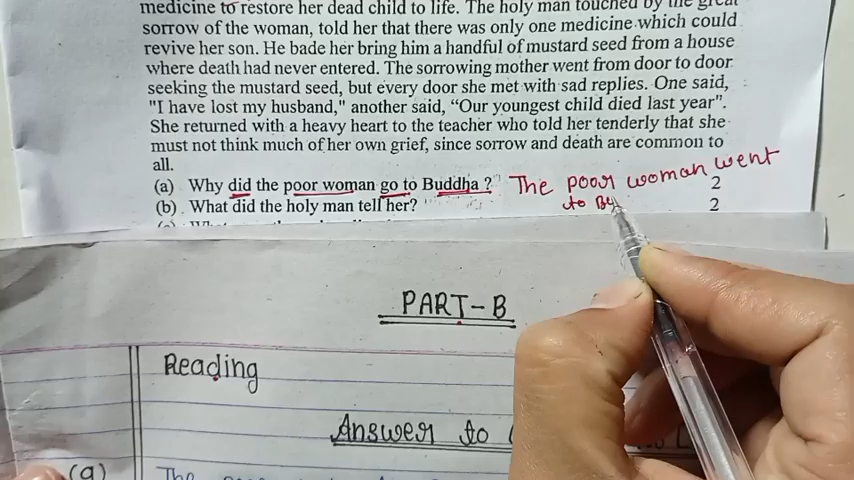 medicine to restore her dead child to life. The holy man touched by the great
sorrow of the woman, told her that there was only one medicine which could
revive her son. He bade her bring him a handful of mustard seed from a house
where death had never entered. The sorrowing mother went from door to door
seeking the mustard seed, but every door she met with sad replies. One said,
"I have lost my husband," another said, “Our youngest child died last year”.
She returned with a heavy heart to the teacher who told her tenderly that she
must not think much of her own grief, since sorrow and death are common to
all.
(a) Why did the poor woman go to Buddha ? The poor woman went 2
to Bu
(b) What did the holy man tell her? 2
PART-B
Reading
Answer to
(a) The